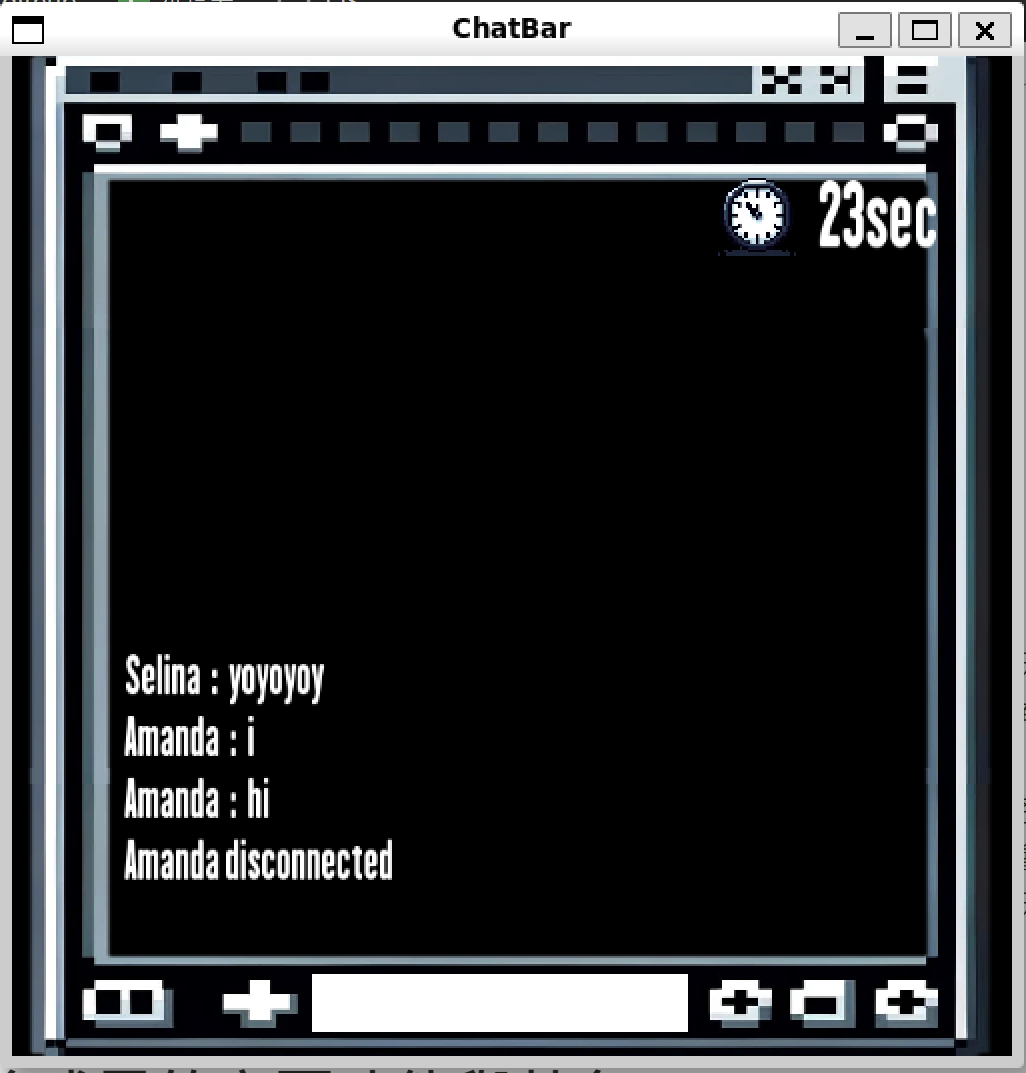 ChatBar
23sec
Selina : yoyoyoy
Amanda : i
Amanda : hi
Amanda disconnected